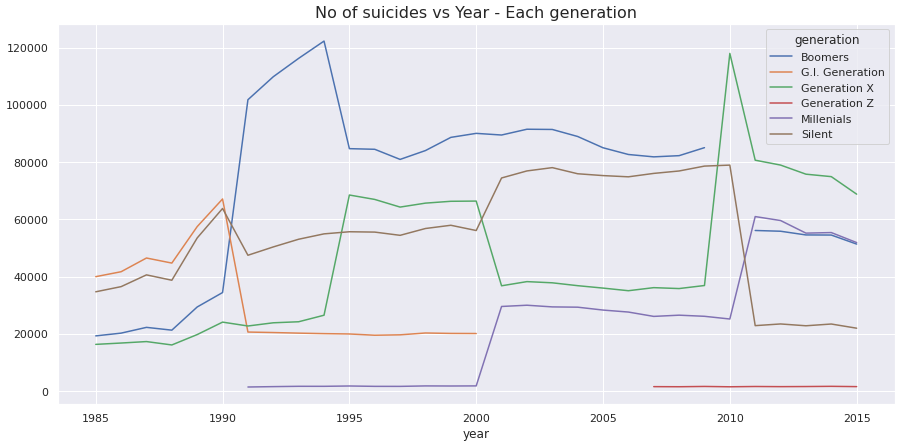 No of suicides vs Year - Each generation
generation
Boomers
G.I. Generation
Generation X
Generation Z
Millenials
Silent
120000
100000
80000
60000
40000
20000
0
1985 1990 1995 2000 2005 2010 2015
year